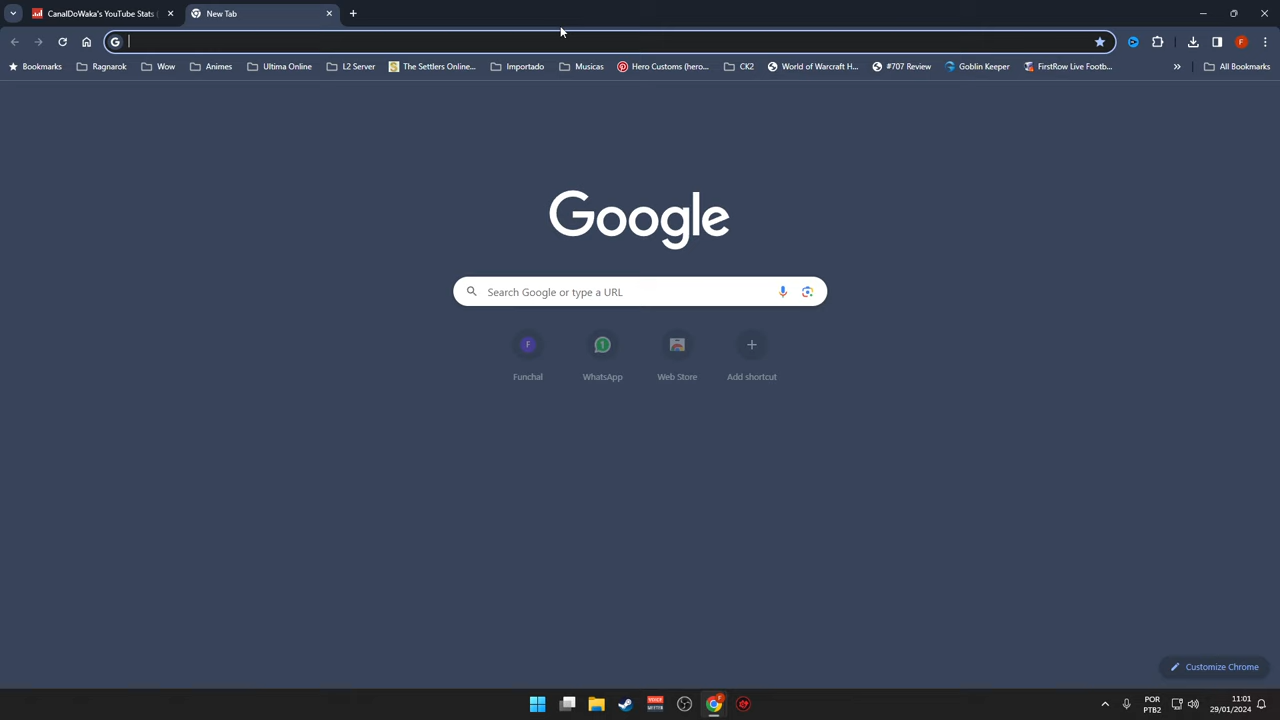 CanalDoWaka's YouTube Stats (
New Tab
Bookmarks
Ragnarok
Wow
Animes
Ultima Online
L2 Server
The Settlers Online...
Importado
Musicas
Hero Customs (hero...
CK2
World of Warcraft H...
#707 Review
Goblin Keeper
FirstRow Live Footb...
All Bookmarks
Google
Search Google or type a URL
F
1
Funchal
WhatsApp
Web Store
Add shortcut
Customize Chrome
POR
PTB2
11:01
29/01/2024